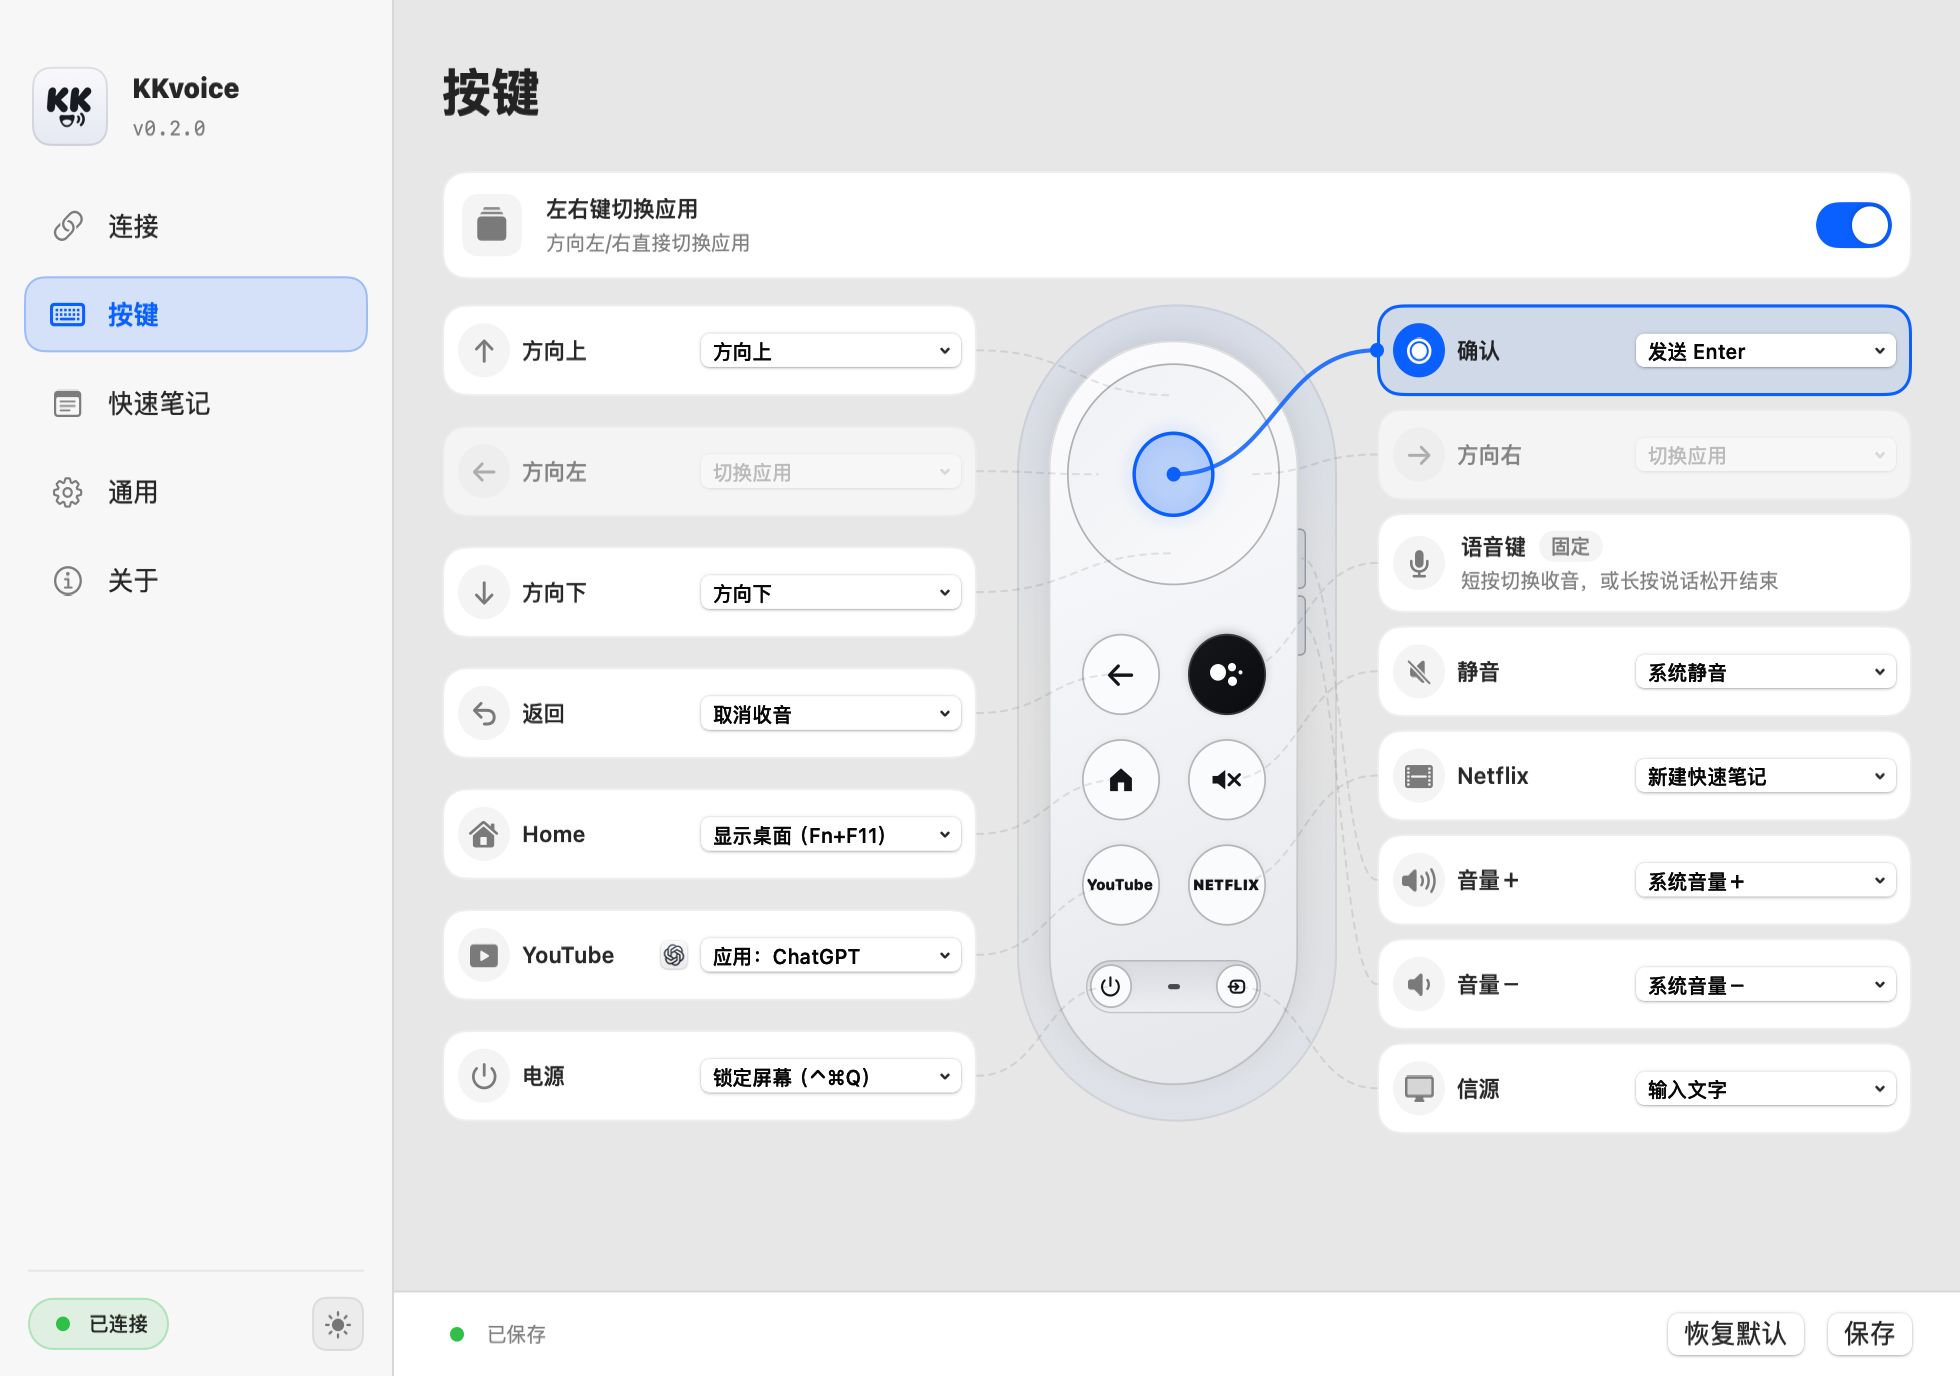 KK
KKvoice
v0.2.0
连接
按键
快速笔记
通用
关于
已连接
按键
左右键切换应用
方向左/右直接切换应用
方向上
方向上
方向左
切换应用
方向下
方向下
返回
取消收音
Home
显示桌面 (Fn+F11)
YouTube
应用：ChatGPT
电源
锁定屏幕 (^⌘Q)
YouTube
NETFLIX
确认
发送 Enter
方向右
切换应用
语音键
固定
短按切换收音，或长按说话松开结束
静音
系统静音
Netflix
新建快速笔记
音量＋
系统音量＋
音量－
系统音量－
信源
输入文字
已保存
恢复默认
保存